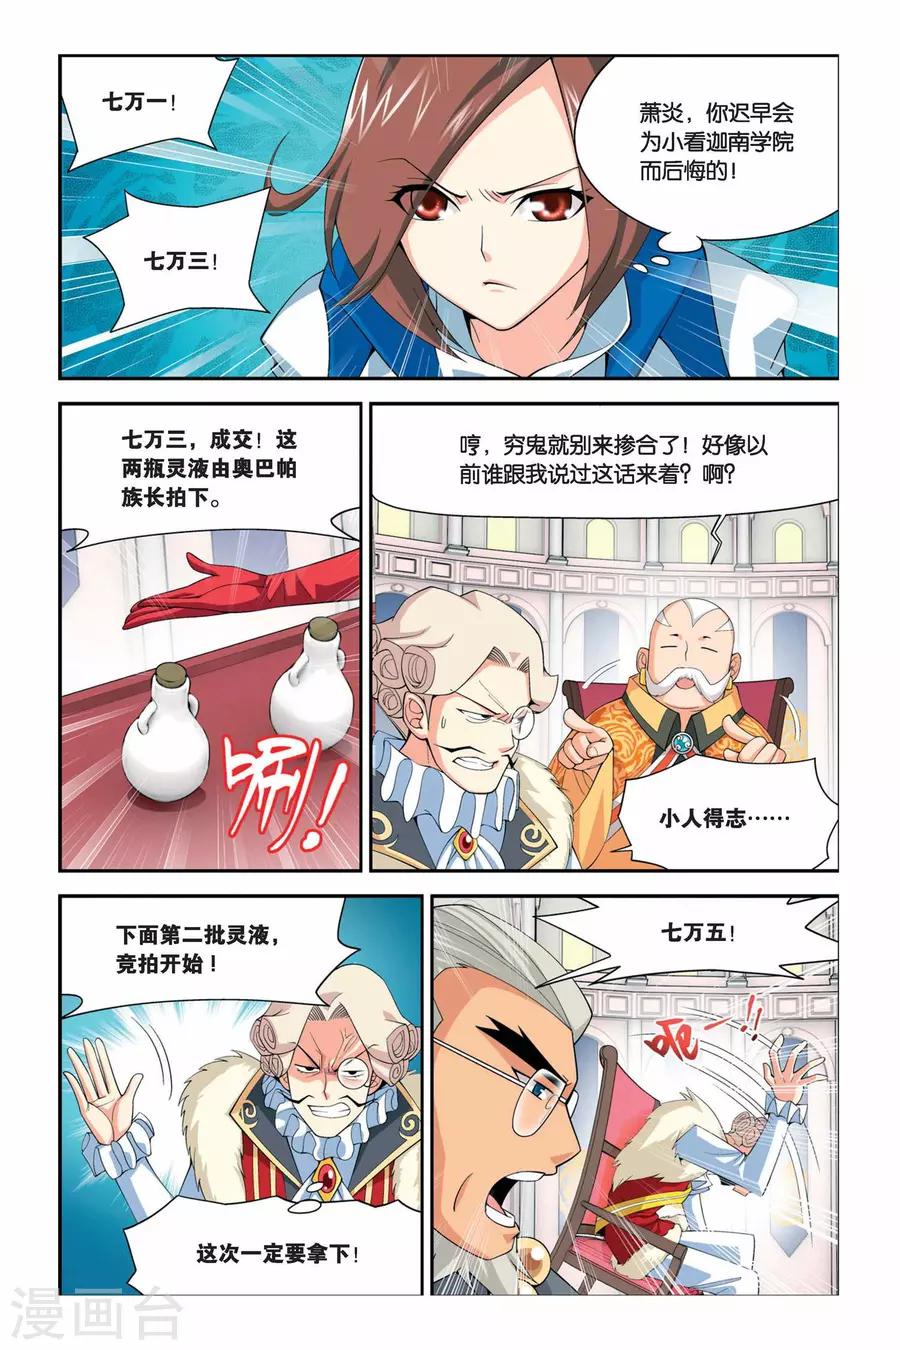 七万一！
萧炎，你迟早会
为小看迦南学院
而后悔的！
七万三！
七万三，成交！这
两瓶灵液由奥巴帕
族长拍下。
唰！
哼，穷鬼就别来掺合了！好像以
前谁跟我说过这话来着？啊？
小人得志……
下面第二批灵液，
竞拍开始！
这次一定要拿下！
七万五！
呃—!!
漫画台